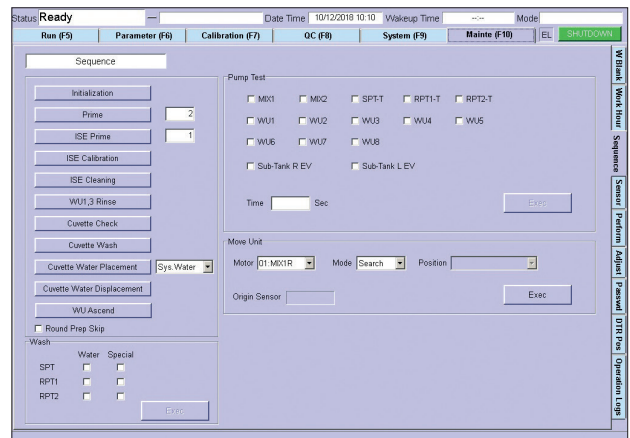 Status Ready — Date Time 10/12/2018 10:10 Wakeup Time --:-- Mode
Run (F5) Parameter (F6) Calibration (F7) QC (F8) System (F9) Mainte (F10) EL SHUTDOWN
Sequence
Initialization
Prime 2
ISE Prime 1
ISE Calibration
ISE Cleaning
WU1,3 Rinse
Cuvette Check
Cuvette Wash
Cuvette Water Placement Sys.Water
Cuvette Water Displacement
WU Ascend
Round Prep Skip
Wash
Water Special
SPT
RPT1
RPT2
Exec
Pump Test
MIX1 MIX2 SPT-T RPT1-T RPT2-T
WU1 WU2 WU3 WU4 WU5
WU6 WU7 WU8
Sub-Tank R EV Sub-Tank L EV
Time Sec Exec
Move Unit
Motor 01:MIX1R Mode Search Position
Origin Sensor Exec
W Blank
Work Hour
Sequence
Sensor
Perform
Adjust
Passwd
DTR Pos
Operation Logs